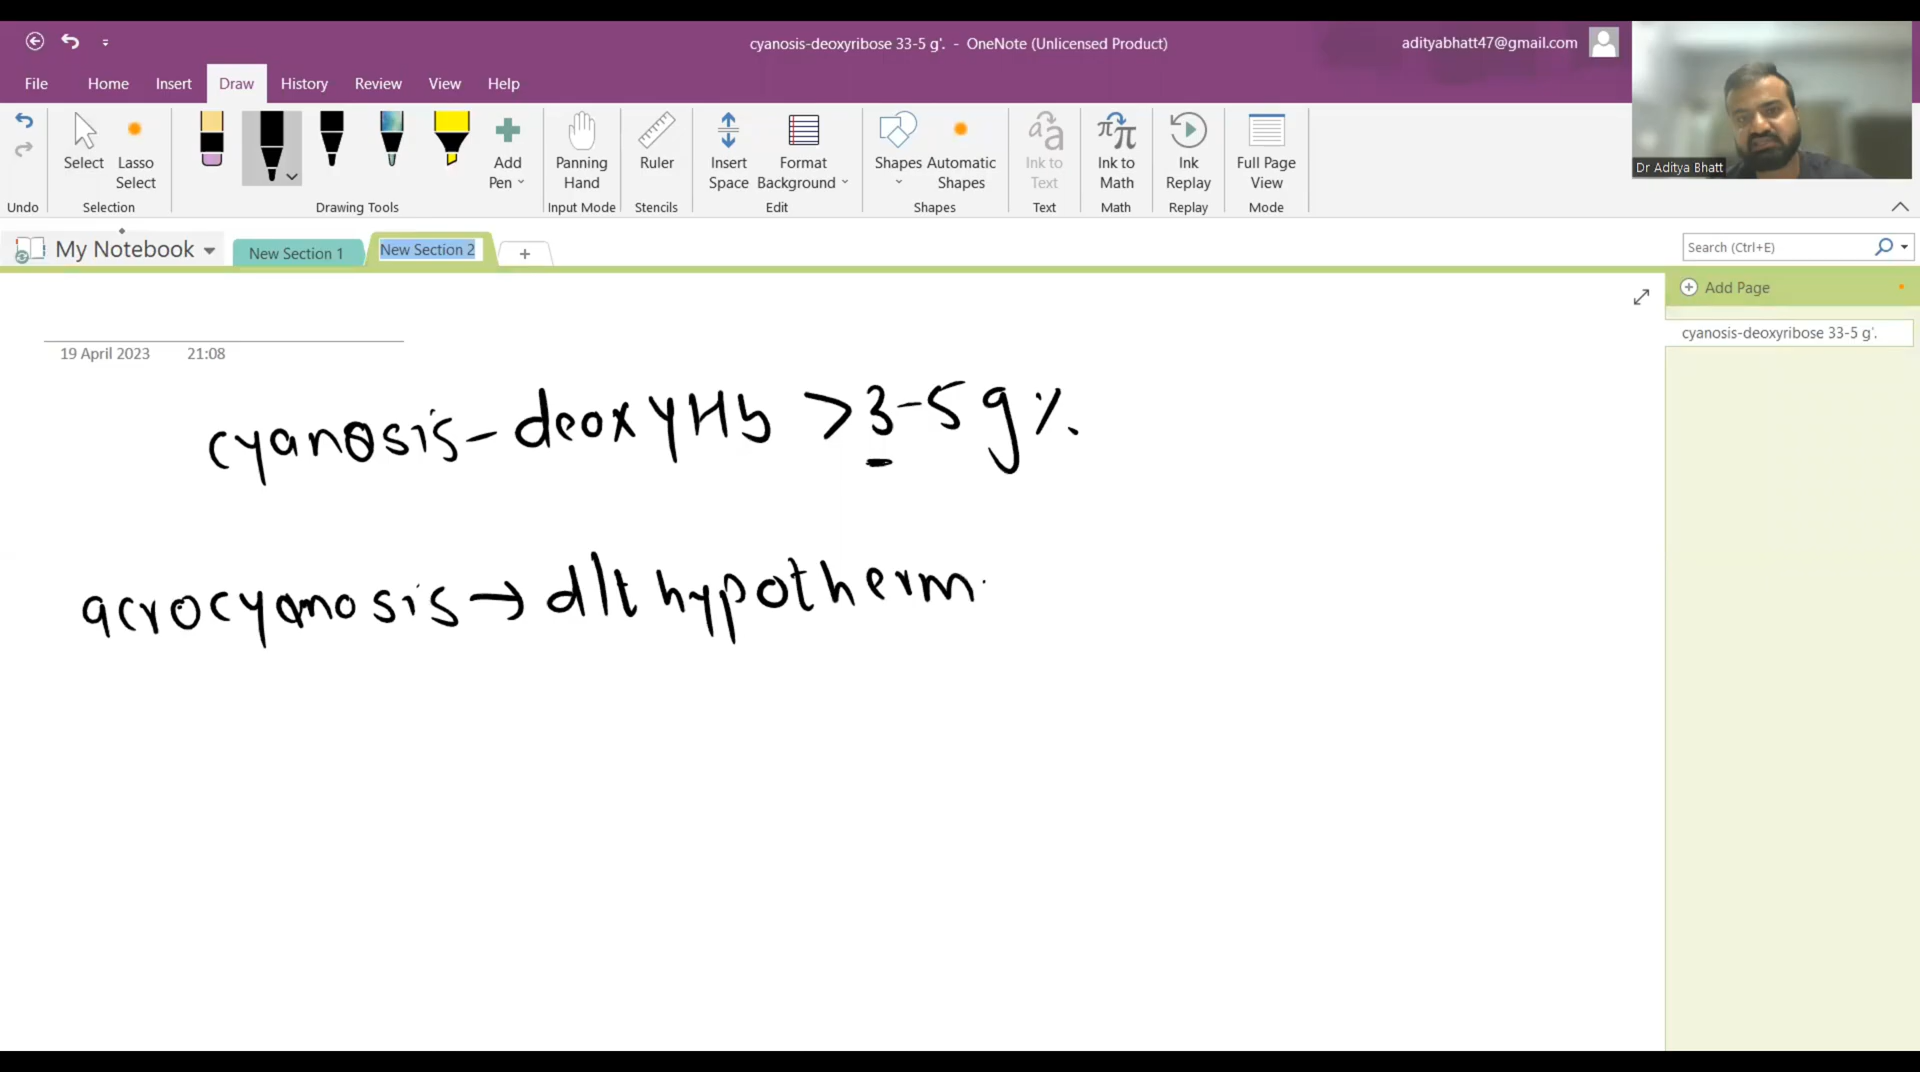 cyanosis-deoxyribose 33-5 g'. - OneNote (Unlicensed Product)
adityabhatt47@gmail.com
File Home Insert Draw History Review View Help
Select
Lasso Select
Add Pen
Panning Hand
Ruler
Insert Space
Format Background
Shapes
Automatic Shapes
Ink to Text
Ink to Math
Ink Replay
Full Page View
Undo Selection Drawing Tools Input Mode Stencils Edit Shapes Text Math Replay Mode
Dr Aditya Bhatt
My Notebook New Section 1 New Section 2
Search (Ctrl+E)
Add Page
cyanosis-deoxyribose 33-5 g'.
19 April 2023 21:08
cyanosis-deoxyHb >3-5g%
acrocyanosis→d/t hypotherm